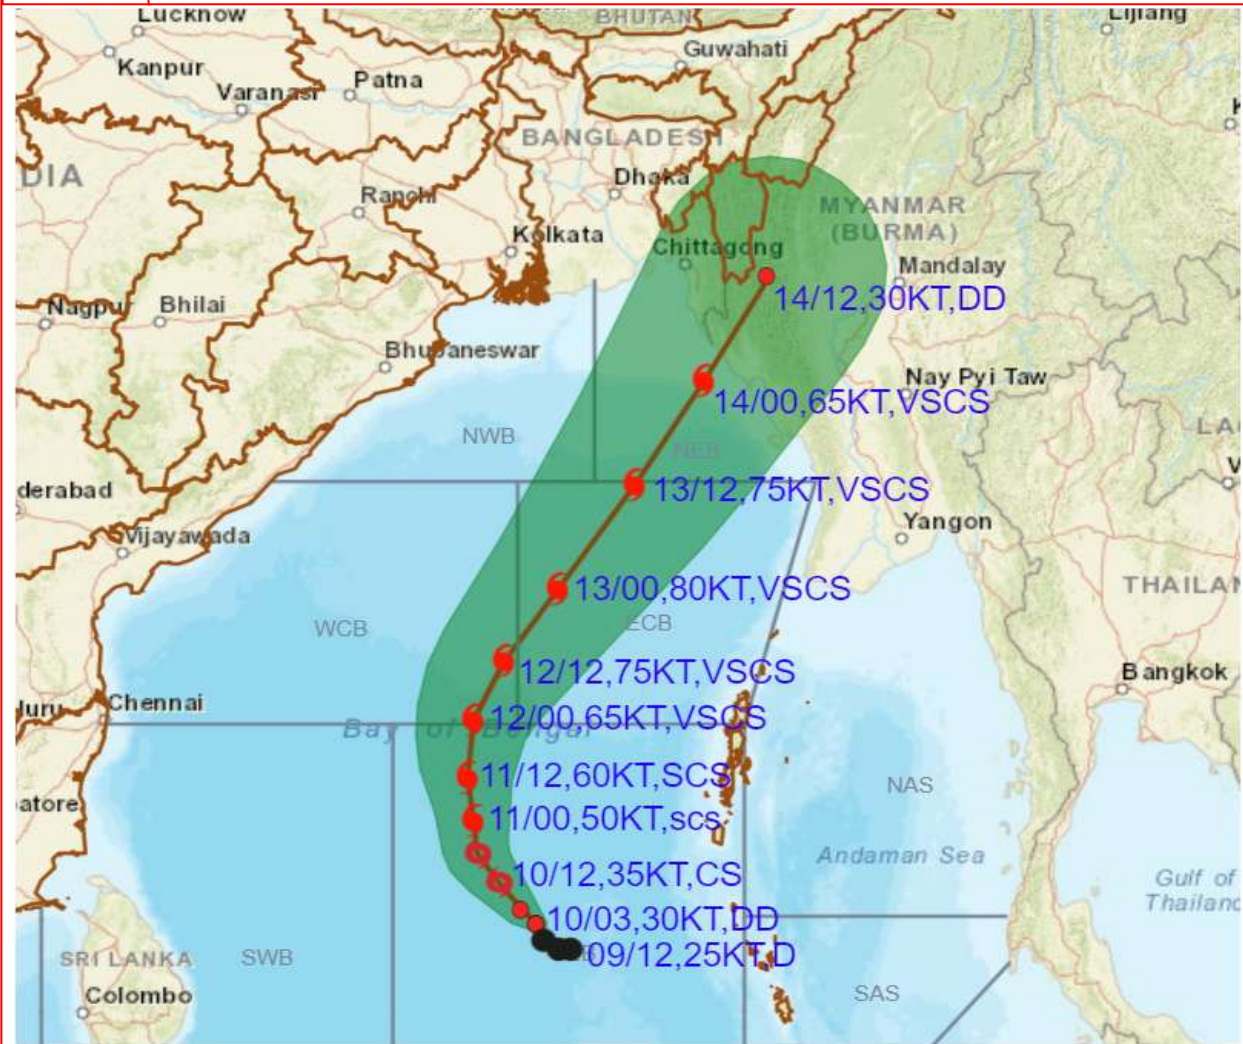 Lucknow
BHUTAN
Lijiang
Guwahati
Kanpur
Patna
Varanasi
BANGLADESH
DIA
Dhaka
Ranchi
MYANMAR
(BURMA)
Kolkata
Chittagong
Mandalay
14/12,30KT,DD
Nagpur
Bhilai
Bhubaneswar
Nay Pyi Taw
14/00,65KT,VSCS
LA
NWB
NEB
derabad
13/12,75KT,VSCS
Yangon
Vijayawada
13/00,80KT,VSCS
THAILAN
WCB
ECB
12/12,75KT,VSCS
Bangkok
Chennai
12/00,65KT,VSCS
Bay of Bengal
11/12,60KT,SCS
NAS
atore
11/00,50KT,scs
Andaman Sea
10/12,35KT,CS
Gulf of
Thailand
10/03,30KT,DD
09/12,25KT,D
SRI LANKA
SWB
Colombo
SAS